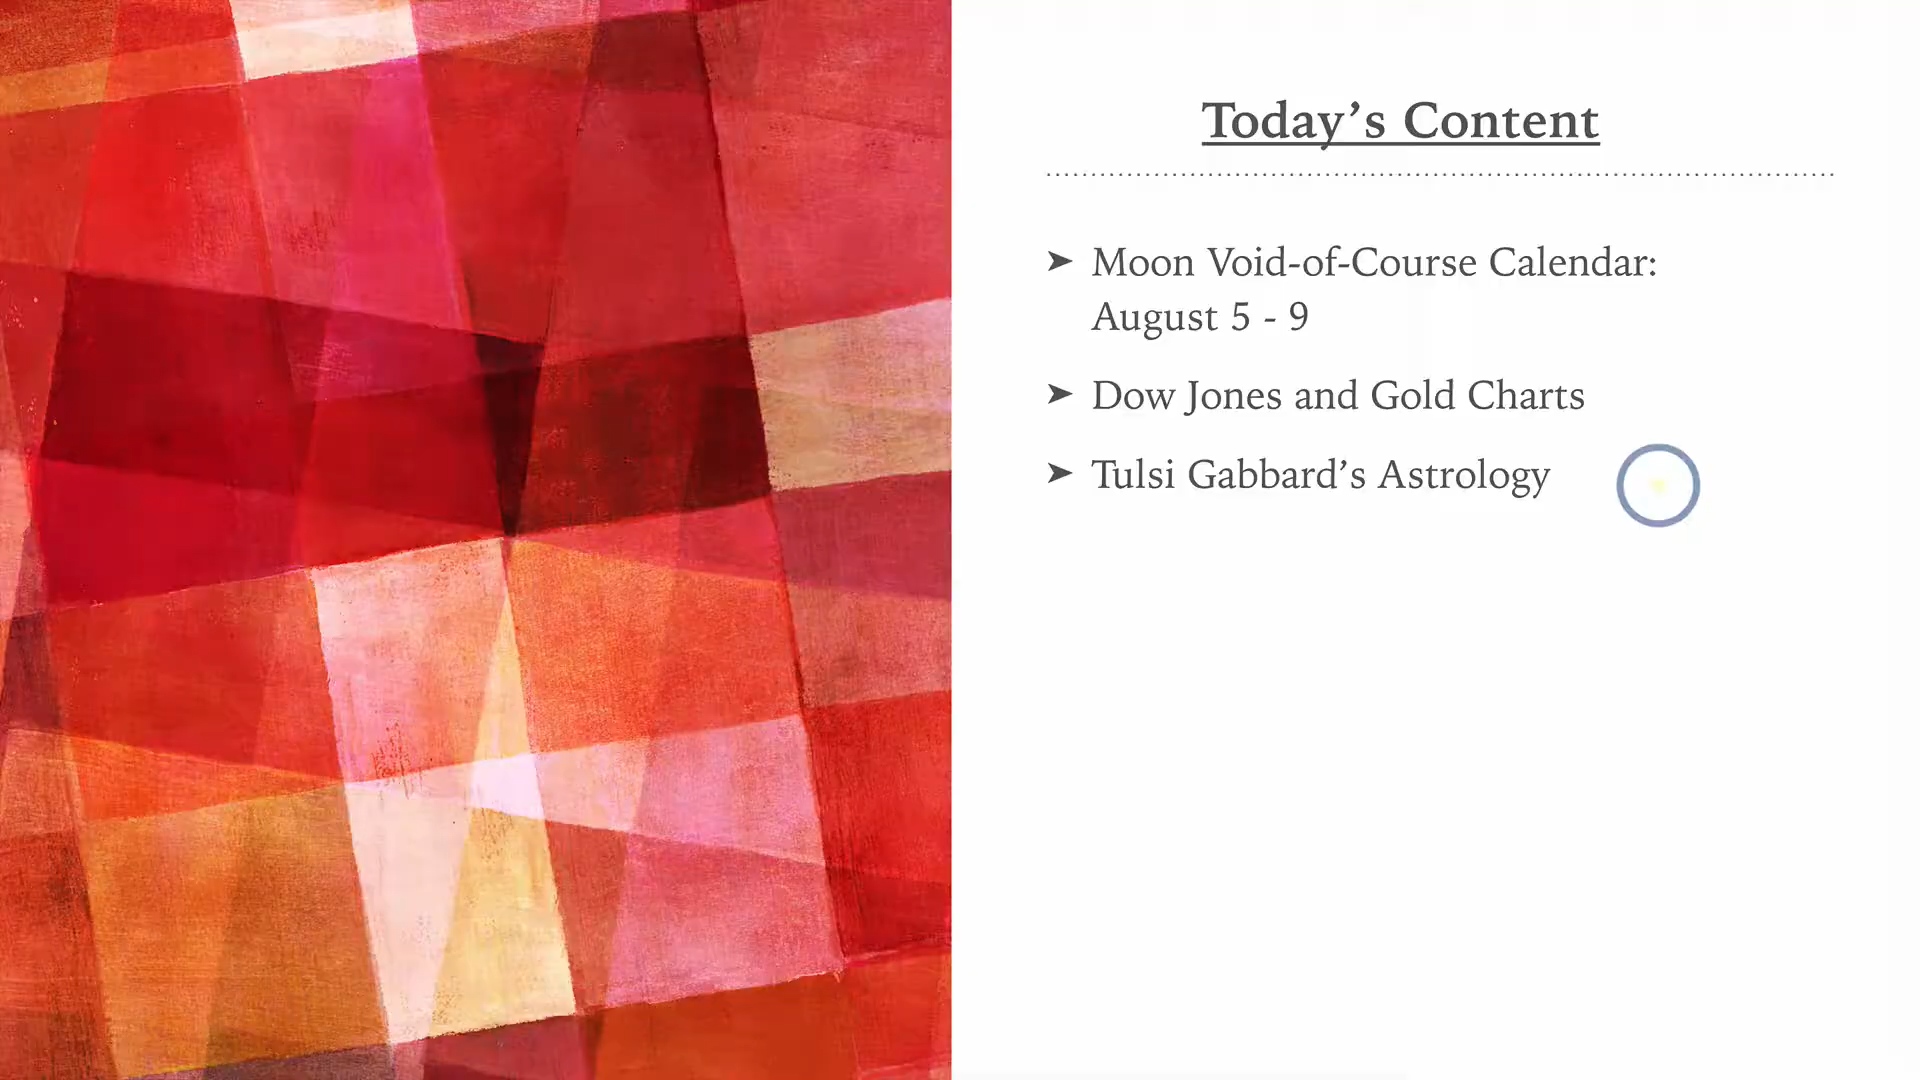 Today’s Content
➤ Moon Void-of-Course Calendar:
August 5 - 9
➤ Dow Jones and Gold Charts
➤ Tulsi Gabbard’s Astrology